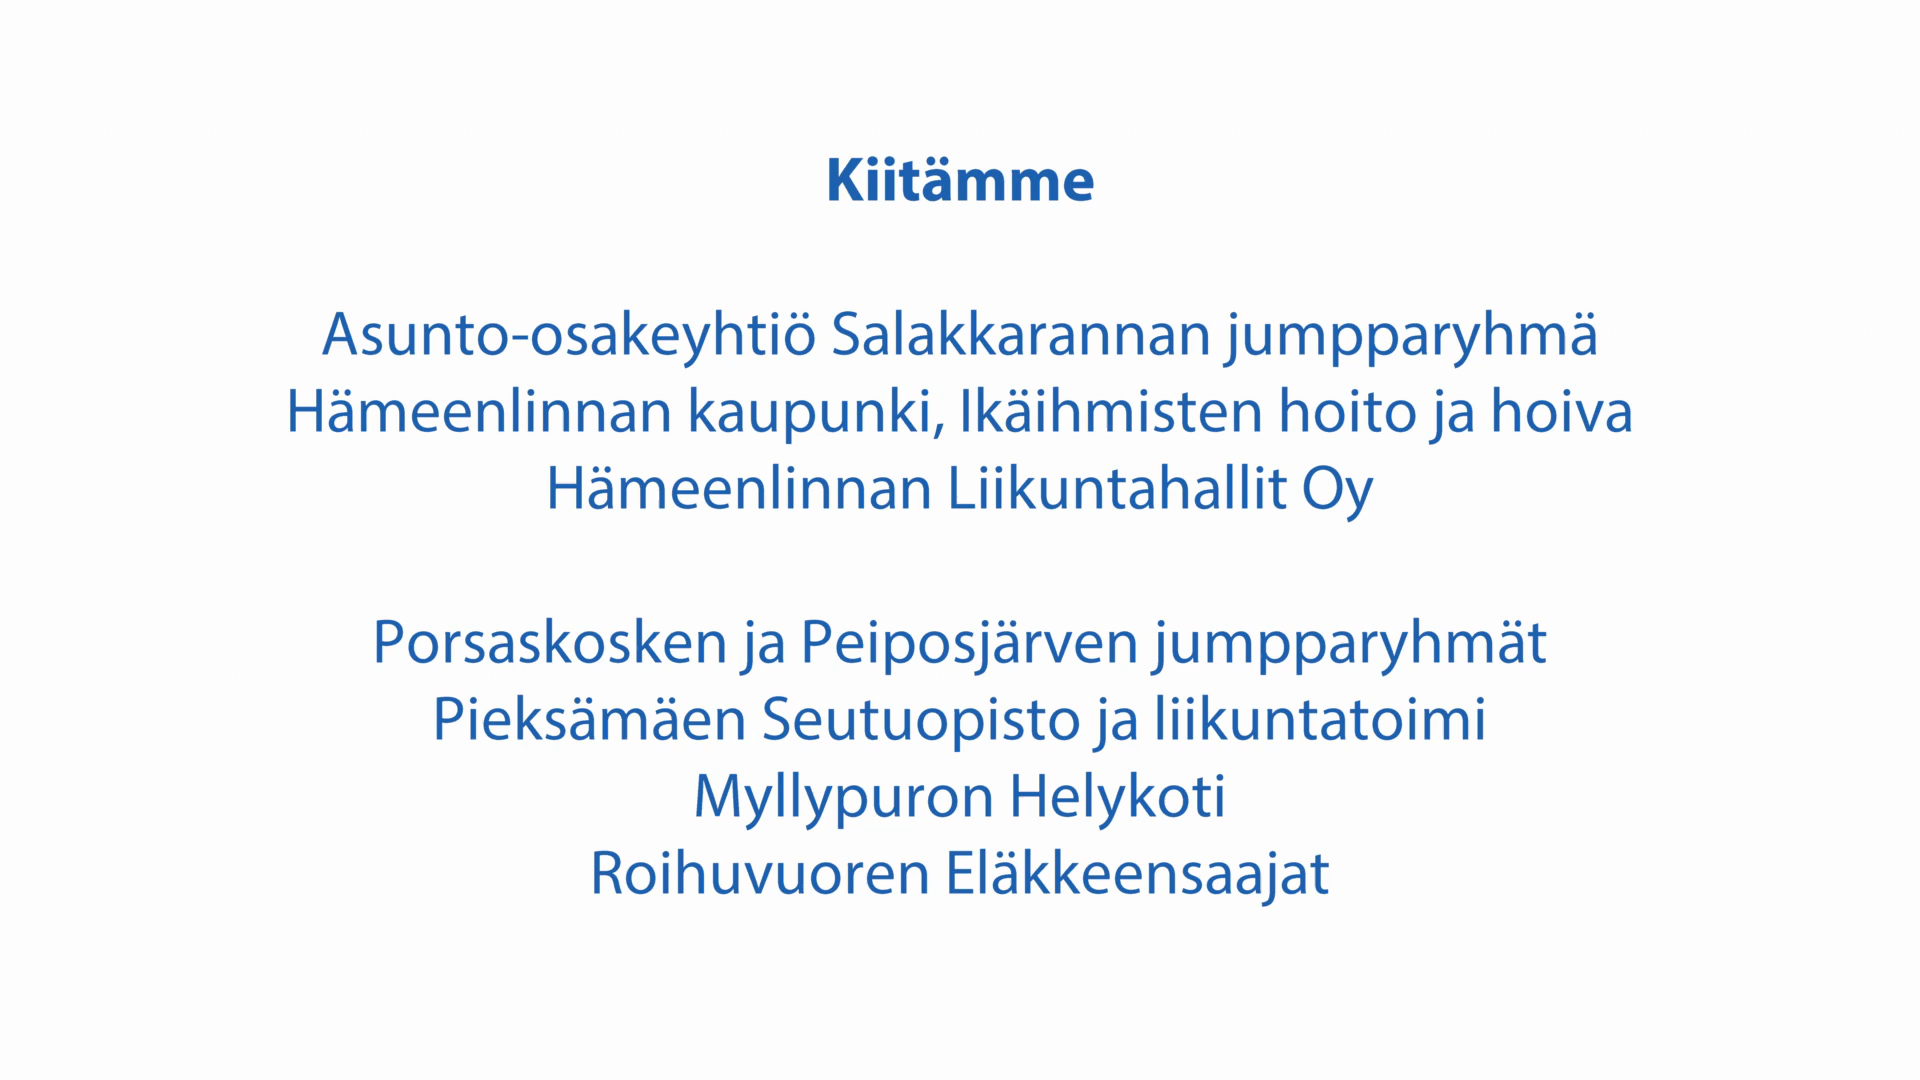 Kiitämme
Asunto-osakeyhtiö Salakkarannan jumpparyhmä
Hämeenlinnan kaupunki, Ikäihmisten hoito ja hoiva
Hämeenlinnan Liikuntahallit Oy
Porsaskosken ja Peiposjärven jumpparyhmät
Pieksämäen Seutuopisto ja liikuntatoimi
Myllypuron Helykoti
Roihuvuoren Eläkkeensaajat